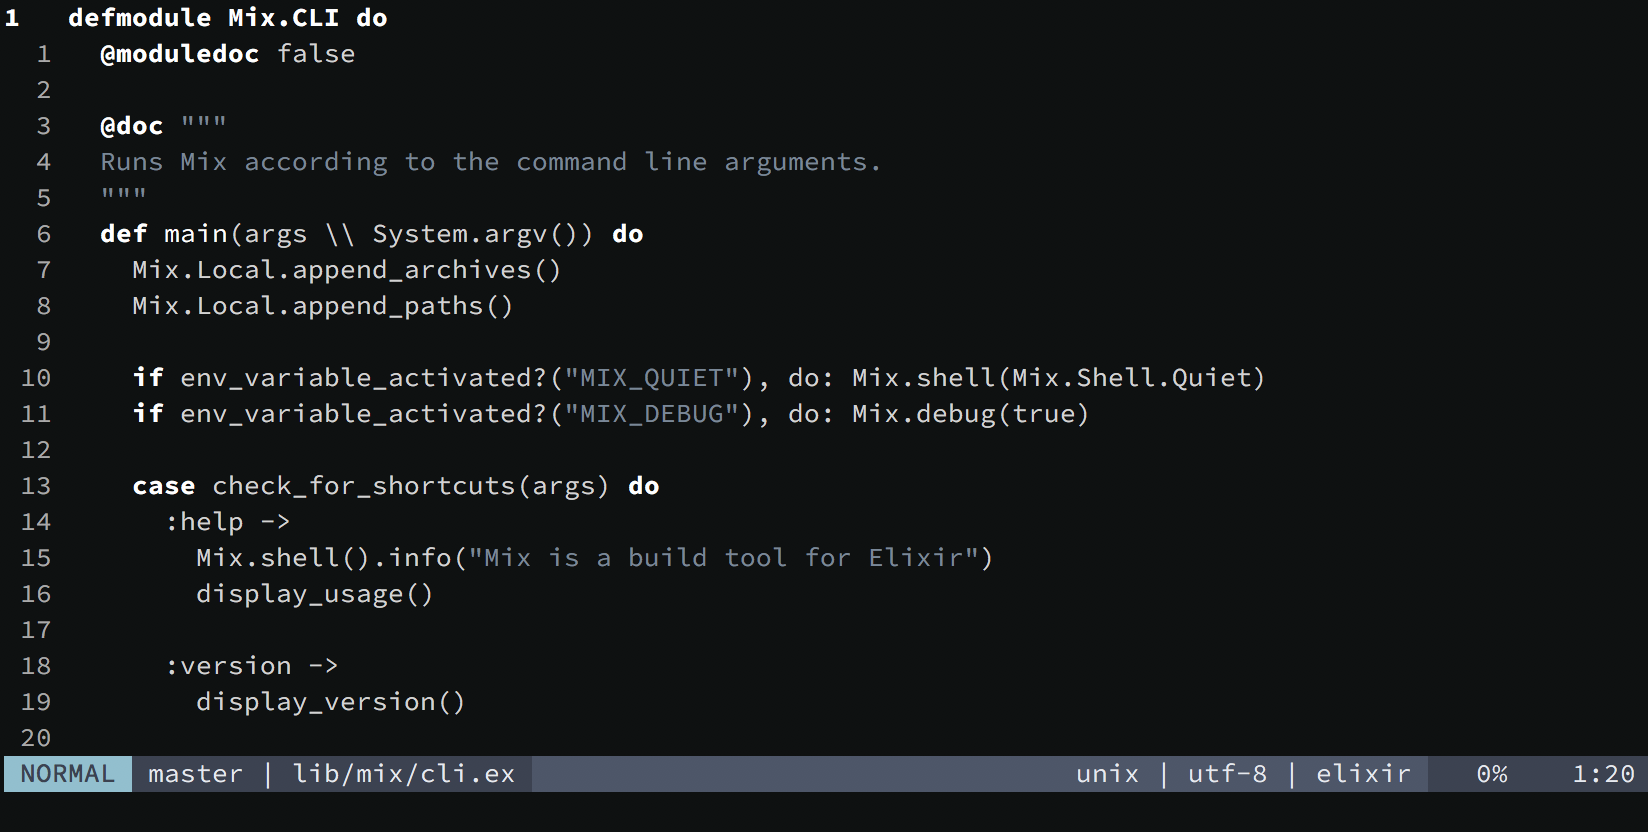 1   defmodule Mix.CLI do
  1   @moduledoc false
  2
  3   @doc """
  4   Runs Mix according to the command line arguments.
  5   """
  6   def main(args \\ System.argv()) do
  7     Mix.Local.append_archives()
  8     Mix.Local.append_paths()
  9
 10     if env_variable_activated?("MIX_QUIET"), do: Mix.shell(Mix.Shell.Quiet)
 11     if env_variable_activated?("MIX_DEBUG"), do: Mix.debug(true)
 12
 13     case check_for_shortcuts(args) do
 14       :help ->
 15         Mix.shell().info("Mix is a build tool for Elixir")
 16         display_usage()
 17
 18       :version ->
 19         display_version()
 20
NORMAL master | lib/mix/cli.ex unix | utf-8 | elixir 0% 1:20